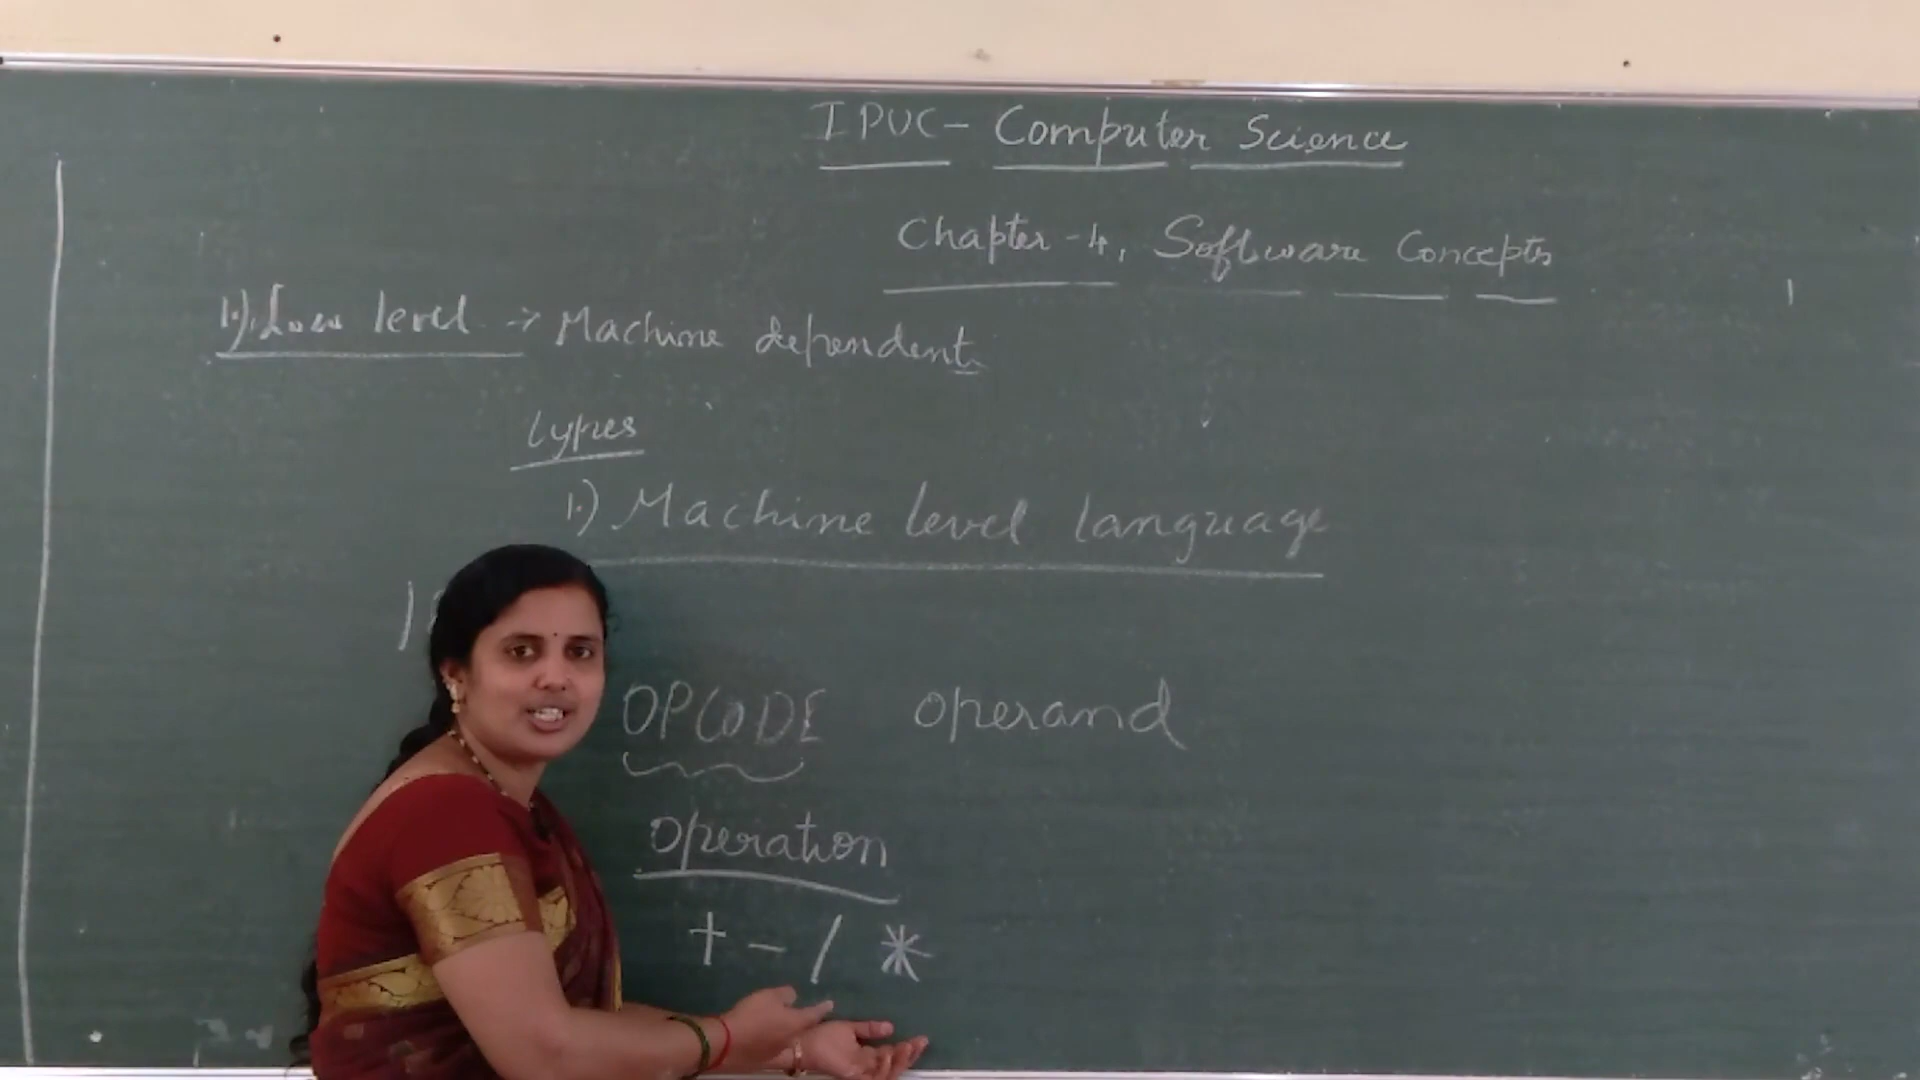 I PUC - Computer Science
Chapter - 4, Software Concepts
1.) Low level → Machine dependent
types
1.) Machine level language
OPCODE operand
operation
+ - / *